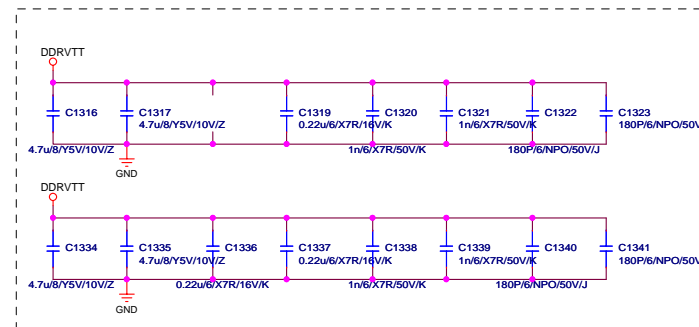 DDRVTT
C1316
C1317
C1319
C1320
C1321
C1322
C1323
4.7u/8/Y5V/10V/Z
0.22u/6/X7R/16V/K
1n/6/X7R/50V/K
180P/6/NPO/50V
4.7u/8/Y5V/10V/Z
1n/6/X7R/50V/K
180P/6/NPO/50V/J
GND
DDRVTT
C1334
C1335
C1336
C1337
C1338
C1339
C1340
C1341
4.7u/8/Y5V/10V/Z
0.22u/6/X7R/16V/K
1n/6/X7R/50V/K
180P/6/NPO/50V
4.7u/8/Y5V/10V/Z
0.22u/6/X7R/16V/K
1n/6/X7R/50V/K
180P/6/NPO/50V/J
GND